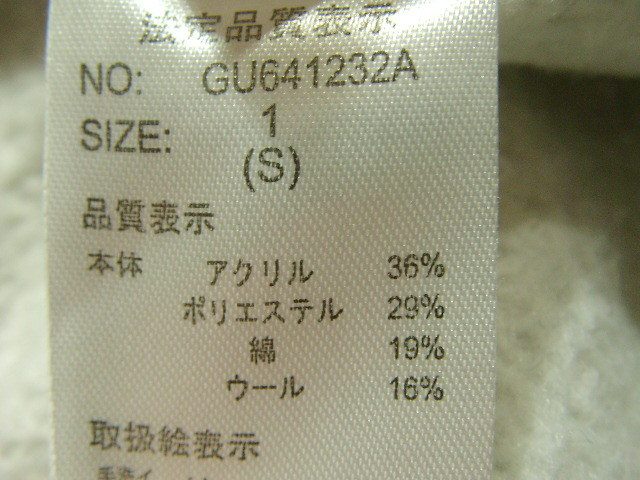 法定品質表示
NO: GU641232A
SIZE: 1
(S)
品質表示
本体 アクリル 36%
ポリエステル 29%
綿 19%
ウール 16%
取扱絵表示